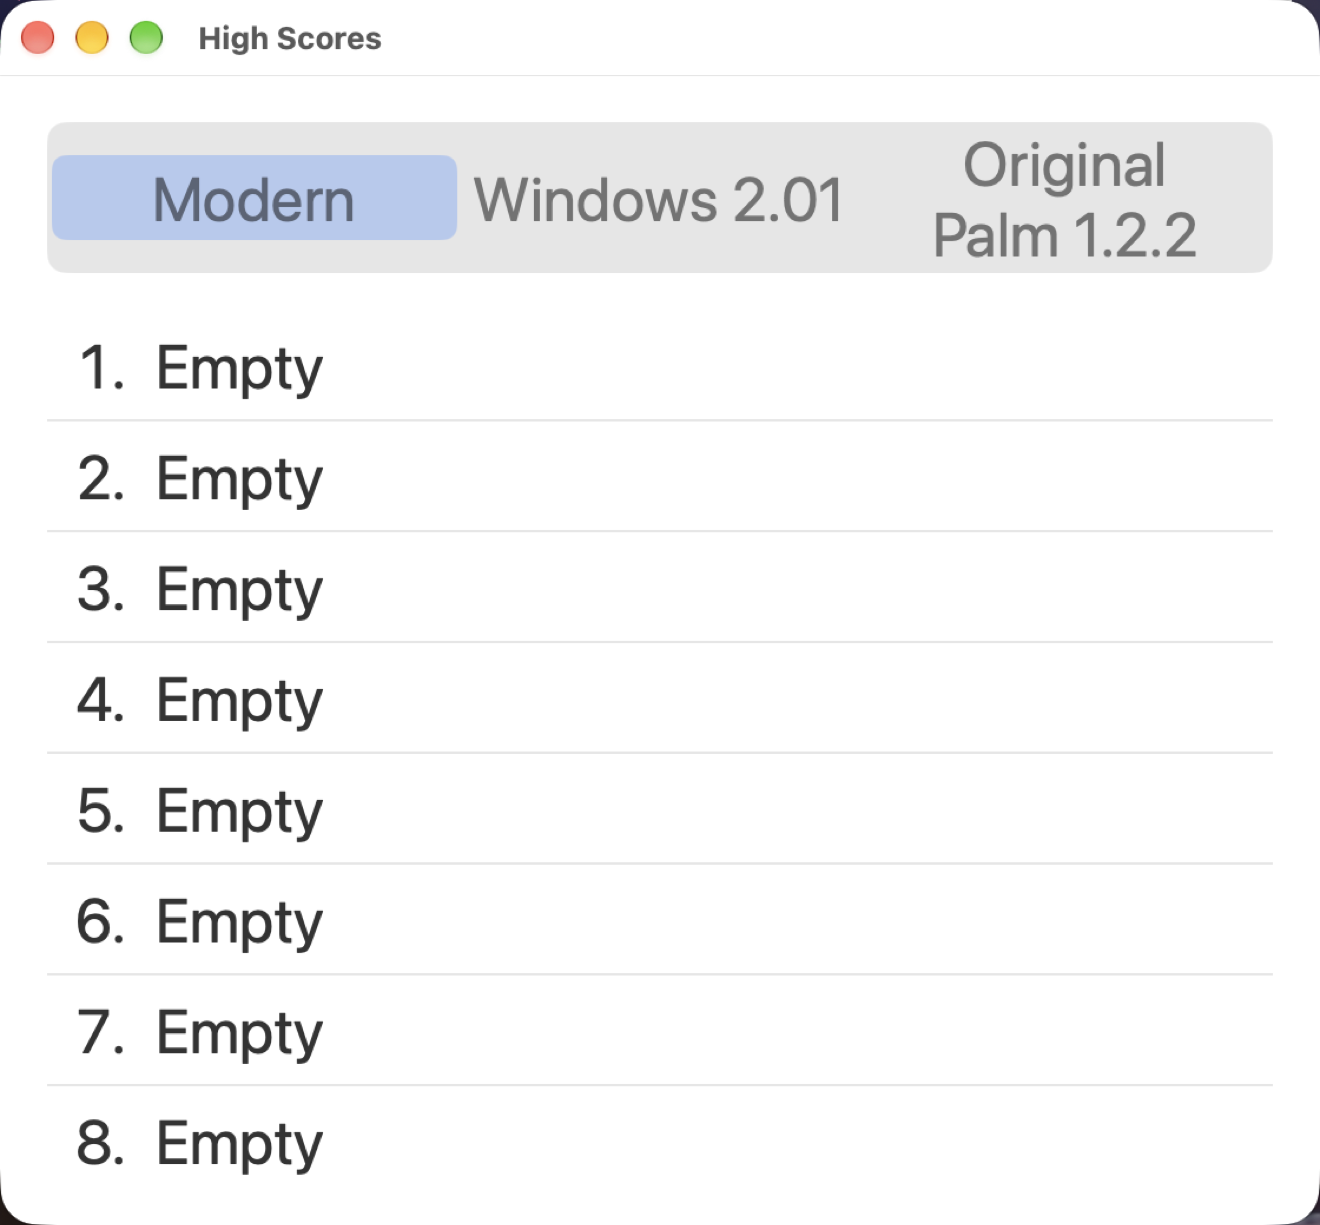 High Scores
Modern
Windows 2.01
Original
Palm 1.2.2
1. Empty
2. Empty
3. Empty
4. Empty
5. Empty
6. Empty
7. Empty
8. Empty